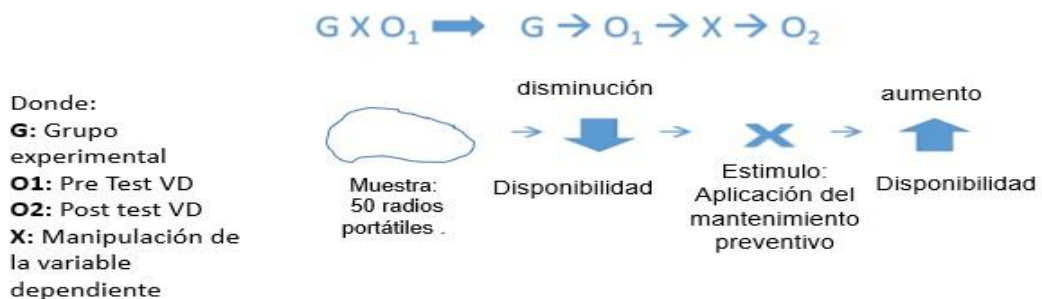 G X O₁ ➡ G → O₁ → X → O₂
Donde:
G: Grupo
experimental
O1: Pre Test VD
O2: Post test VD
X: Manipulación de
la variable
dependiente
Muestra:
50 radios
portátiles .
disminución
Disponibilidad
X
Estimulo:
Aplicación del
mantenimiento
preventivo
aumento
Disponibilidad